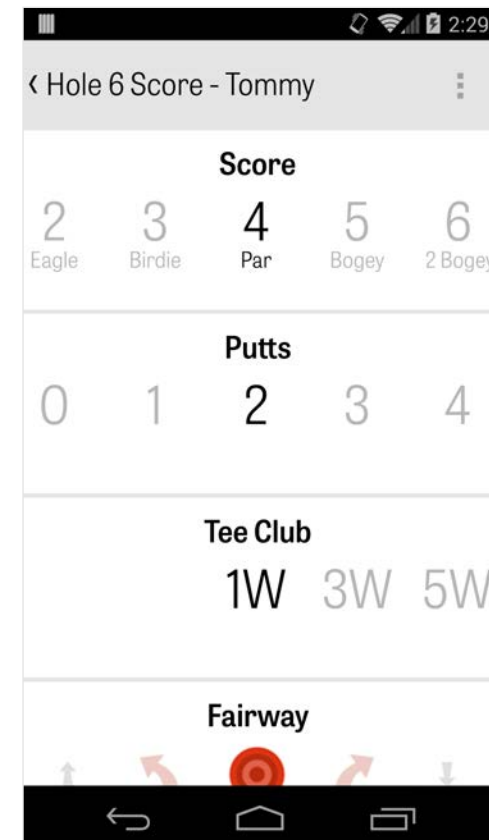 2:29
‹ Hole 6 Score - Tommy
Score
2 3 4 5 6
Eagle Birdie Par Bogey 2 Bogey
Putts
0 1 2 3 4
Tee Club
1W 3W 5W
Fairway